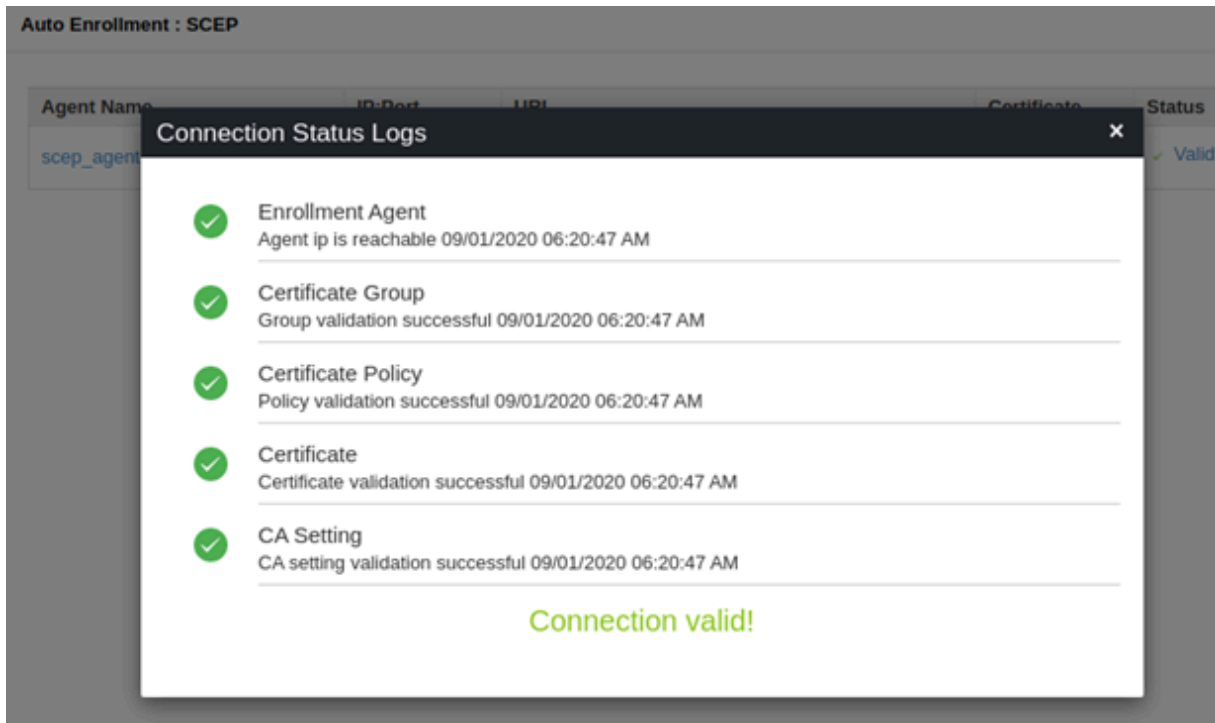 Auto Enrollment : SCEP
Agent Name IP:Port URL Certificate Status
scep_agent Valid
Connection Status Logs ×
Enrollment Agent
Agent ip is reachable 09/01/2020 06:20:47 AM
Certificate Group
Group validation successful 09/01/2020 06:20:47 AM
Certificate Policy
Policy validation successful 09/01/2020 06:20:47 AM
Certificate
Certificate validation successful 09/01/2020 06:20:47 AM
CA Setting
CA setting validation successful 09/01/2020 06:20:47 AM
Connection valid!